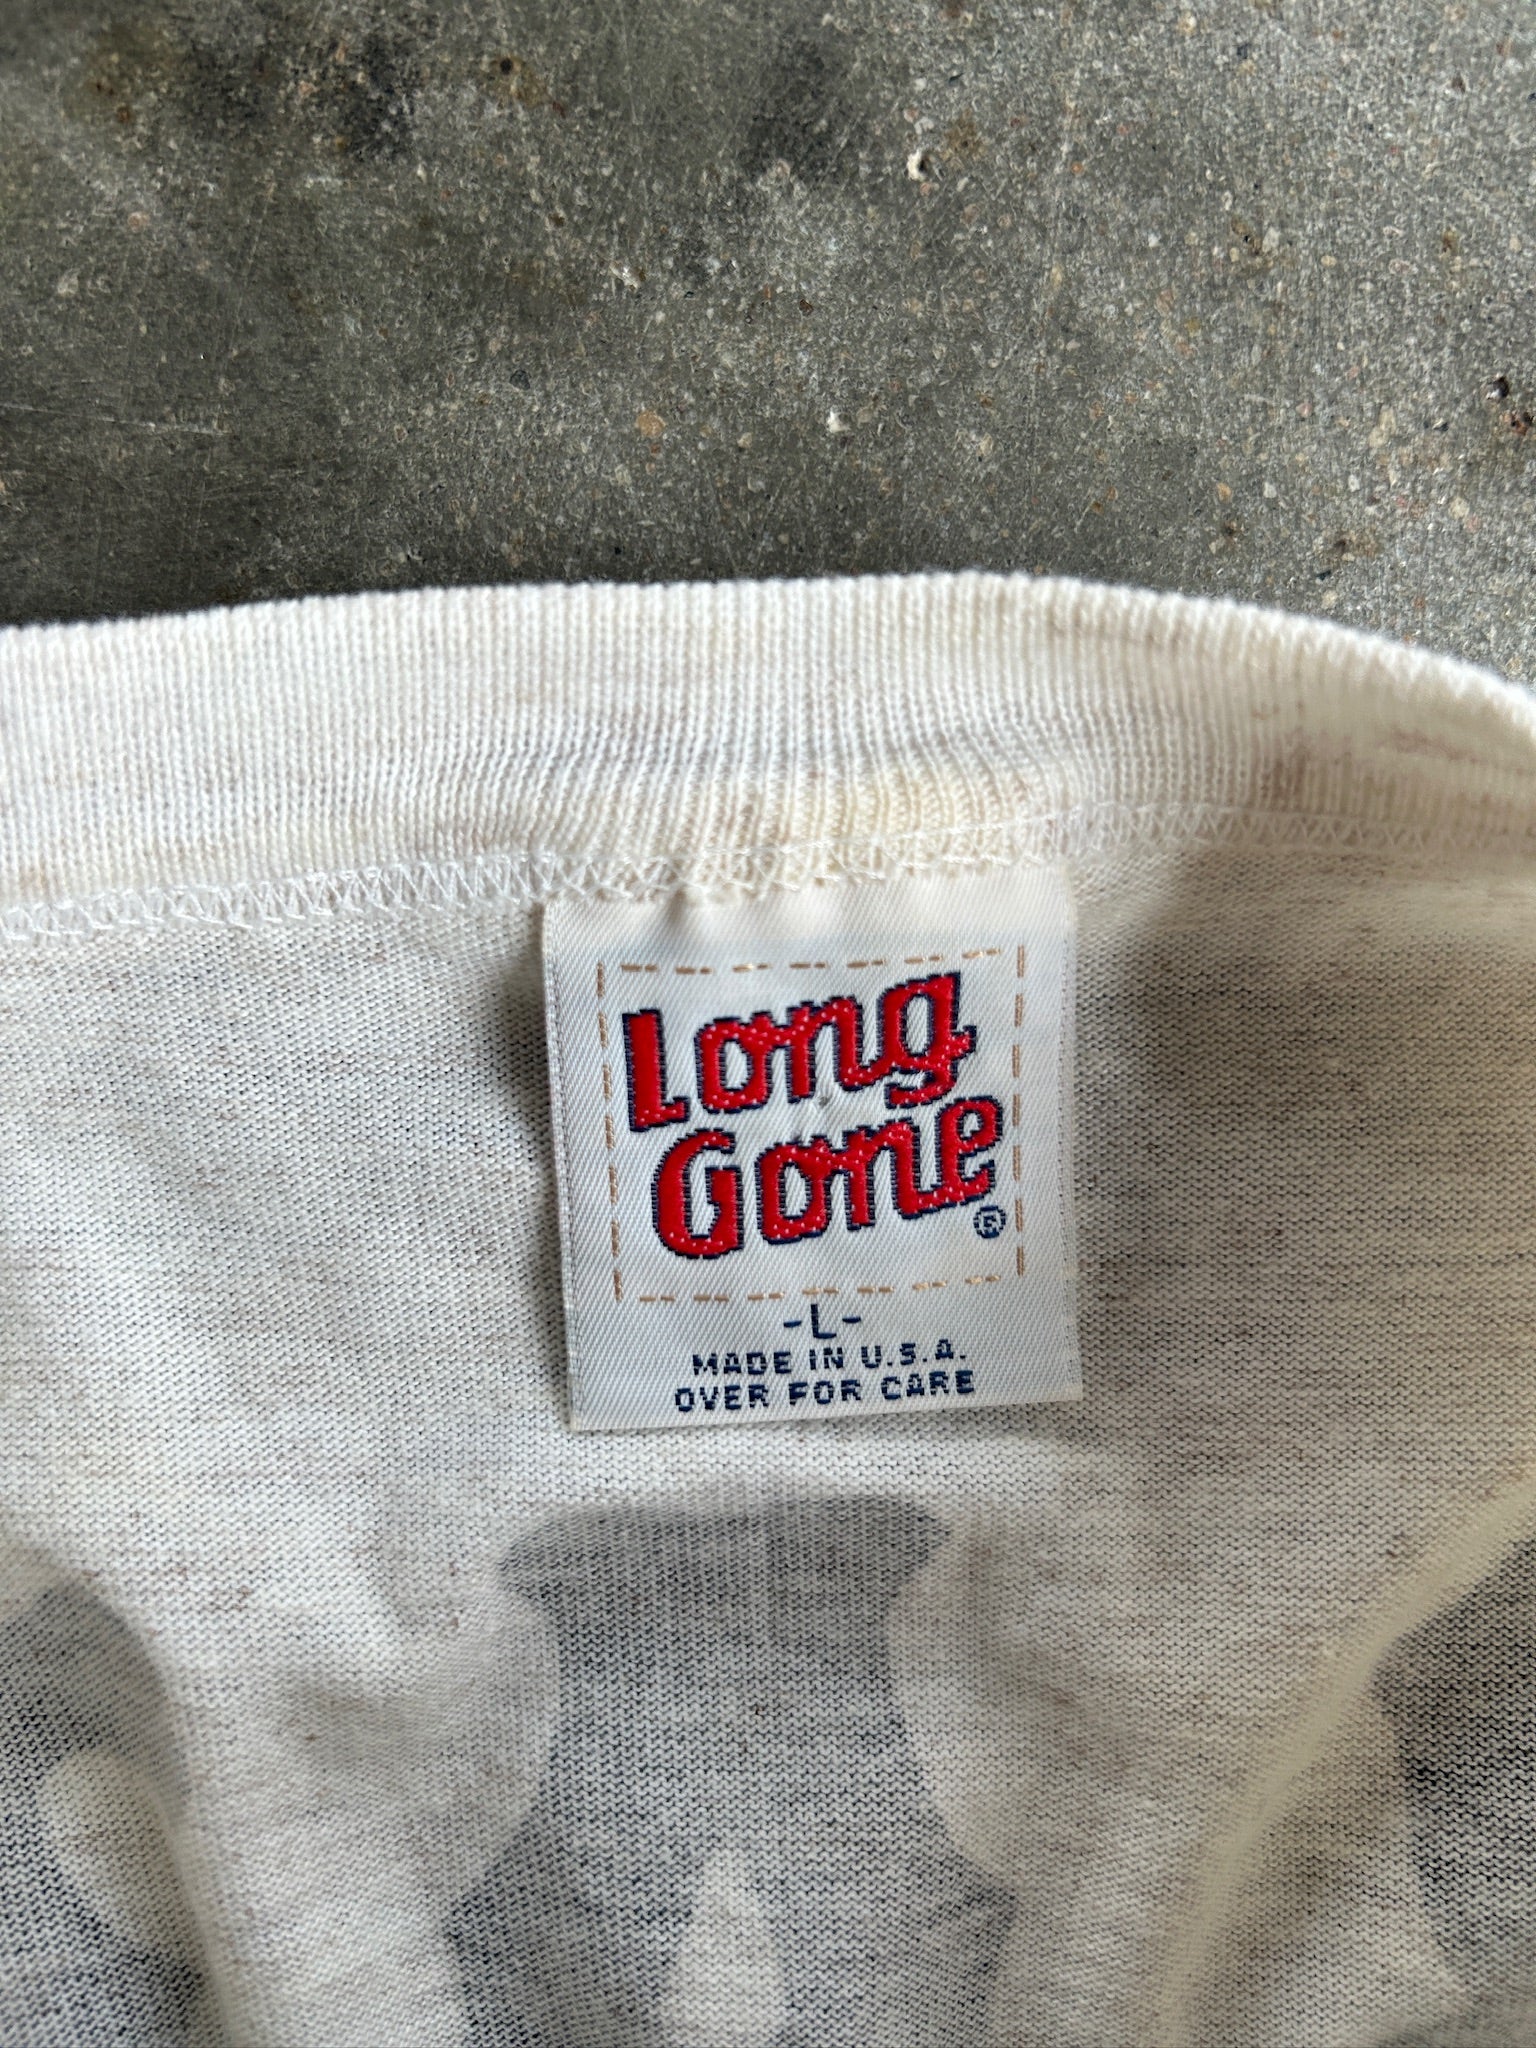 Long
Gone®
-L-
MADE IN U.S.A.
OVER FOR CARE